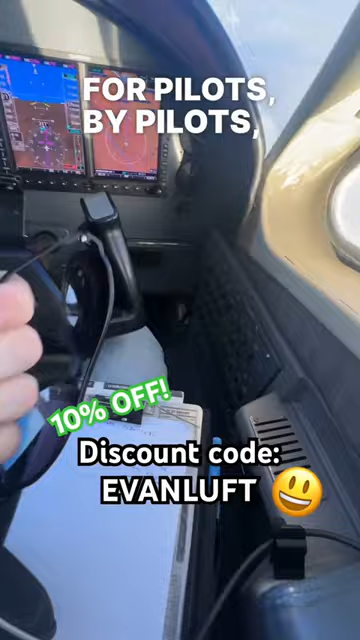 FOR PILOTS,
BY PILOTS,
10% OFF!
Discount code:
EVANLUFT